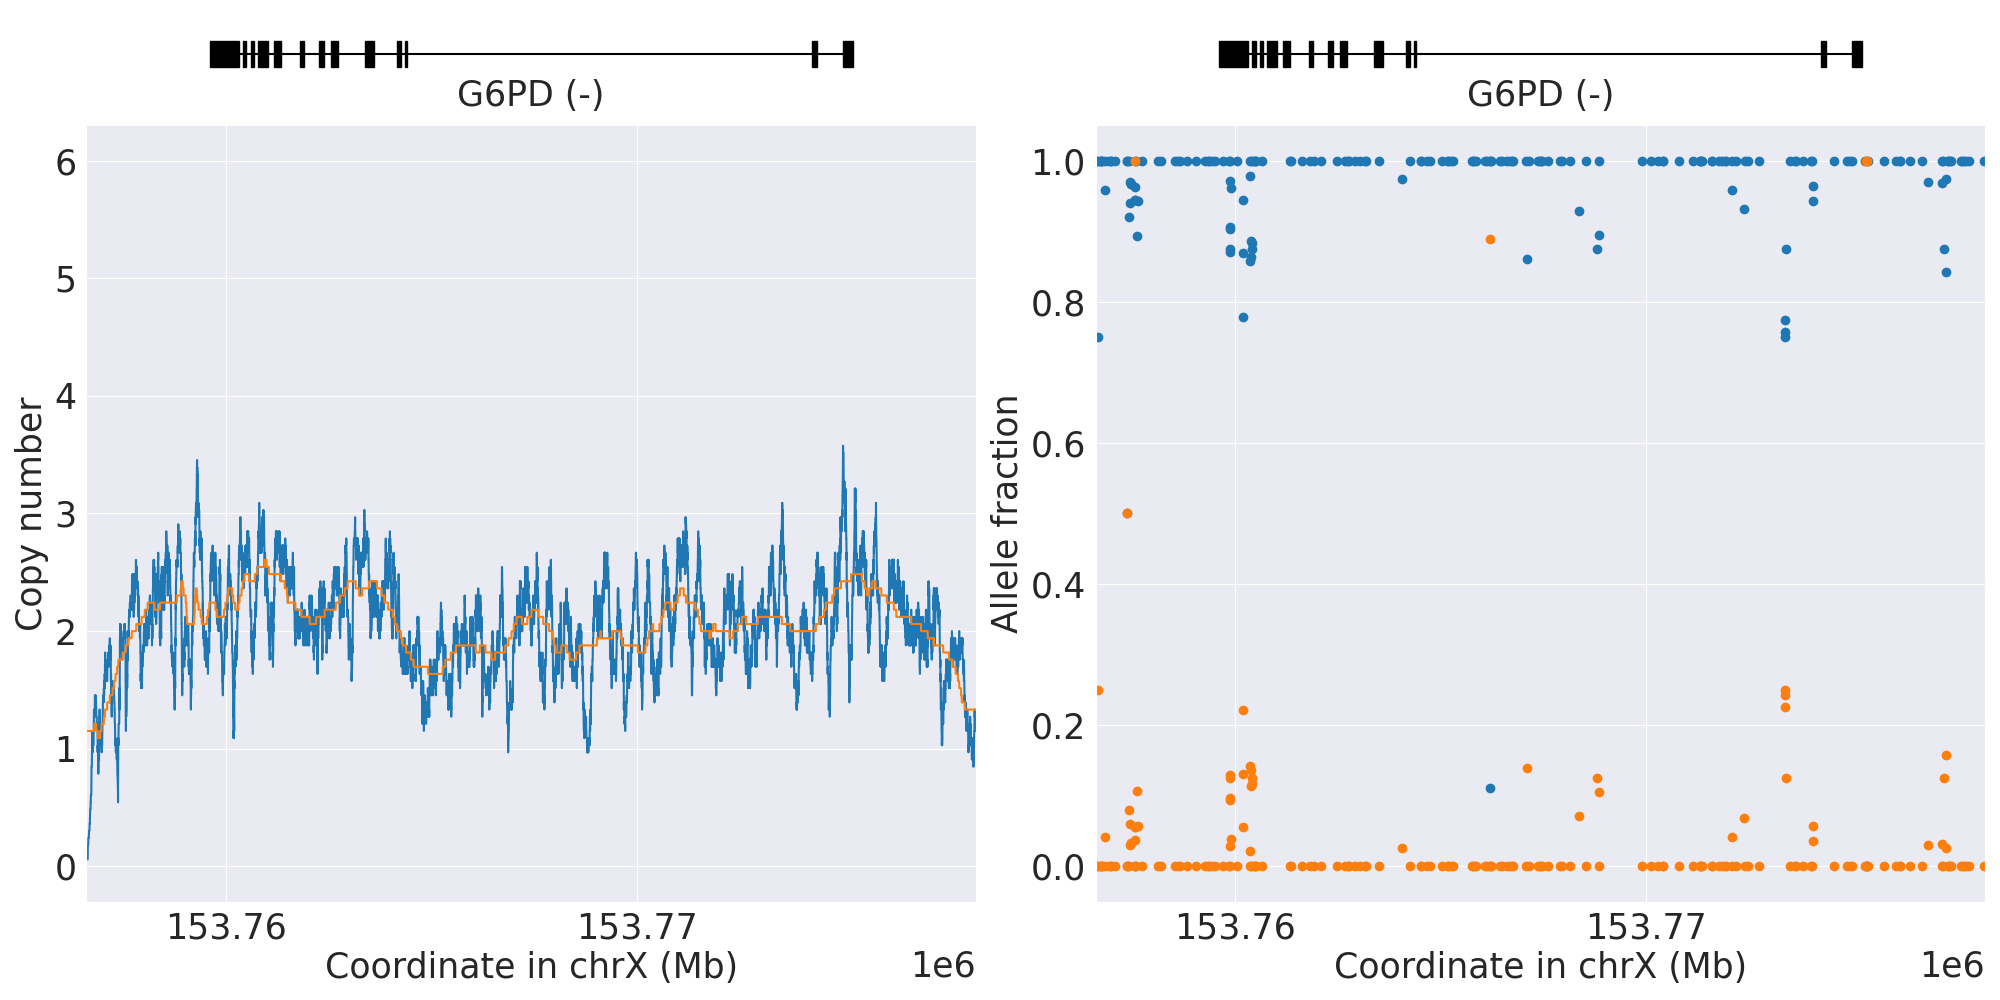 G6PD (-)
6
5
4
3
2
1
0
Copy number
153.76
153.77
Coordinate in chrX (Mb)
1e6
G6PD (-)
1.0
0.8
0.6
0.4
0.2
0.0
Allele fraction
153.76
153.77
Coordinate in chrX (Mb)
1e6